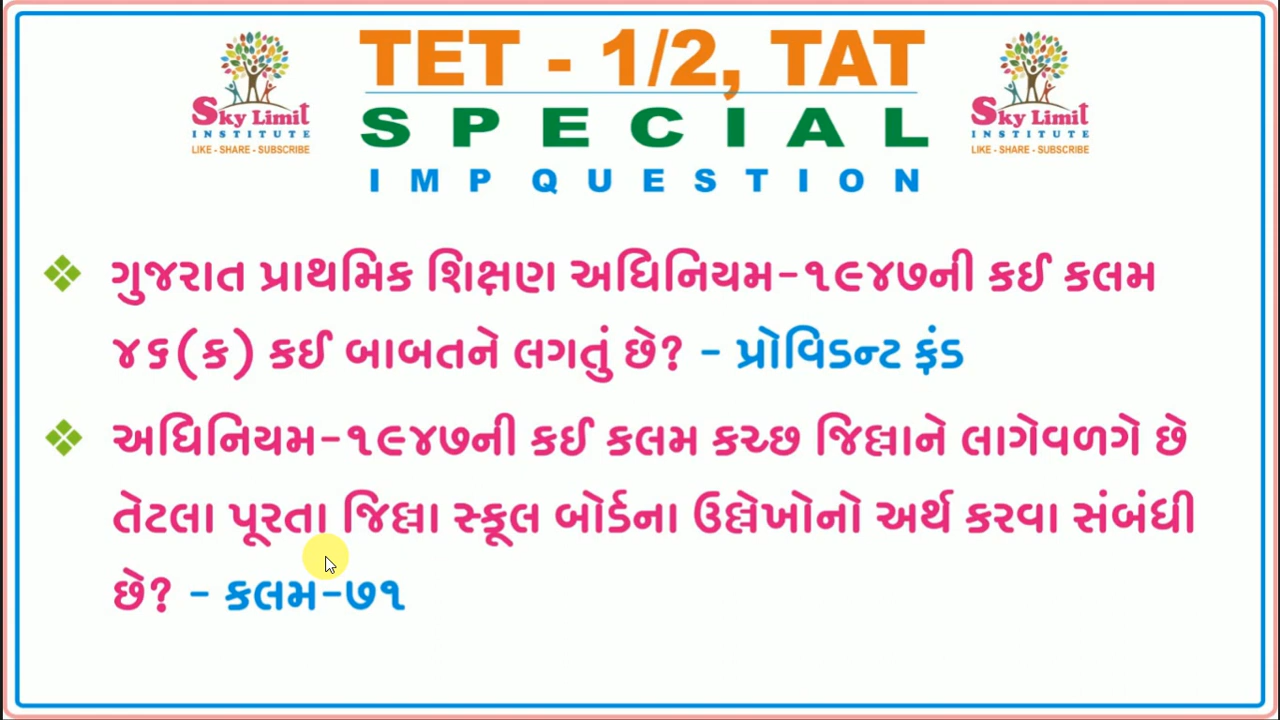 TET - 1/2, TAT
Sky Limit
INSTITUTE
LIKE - SHARE - SUBSCRIBE
SPECIAL
Sky Limit
INSTITUTE
LIKE - SHARE - SUBSCRIBE
IMP QUESTION
❖ ગુજરાત પ્રાથમિક શિક્ષણ અધિનિયમ-૧૯૪૭ની કઈ કલમ
૪૬(ક) કઈ બાબતને લગતું છે? - પ્રોવિડન્ટ ફંડ
❖ અધિનિયમ-૧૯૪૭ની કઈ કલમ કચ્છ જિલ્લાને લાગેવળગે છે
તેટલા પૂરતા જિલ્લા સ્કૂલ બોર્ડના ઉલ્લેખોનો અર્થ કરવા સંબંધી
છે? - કલમ-૭૧